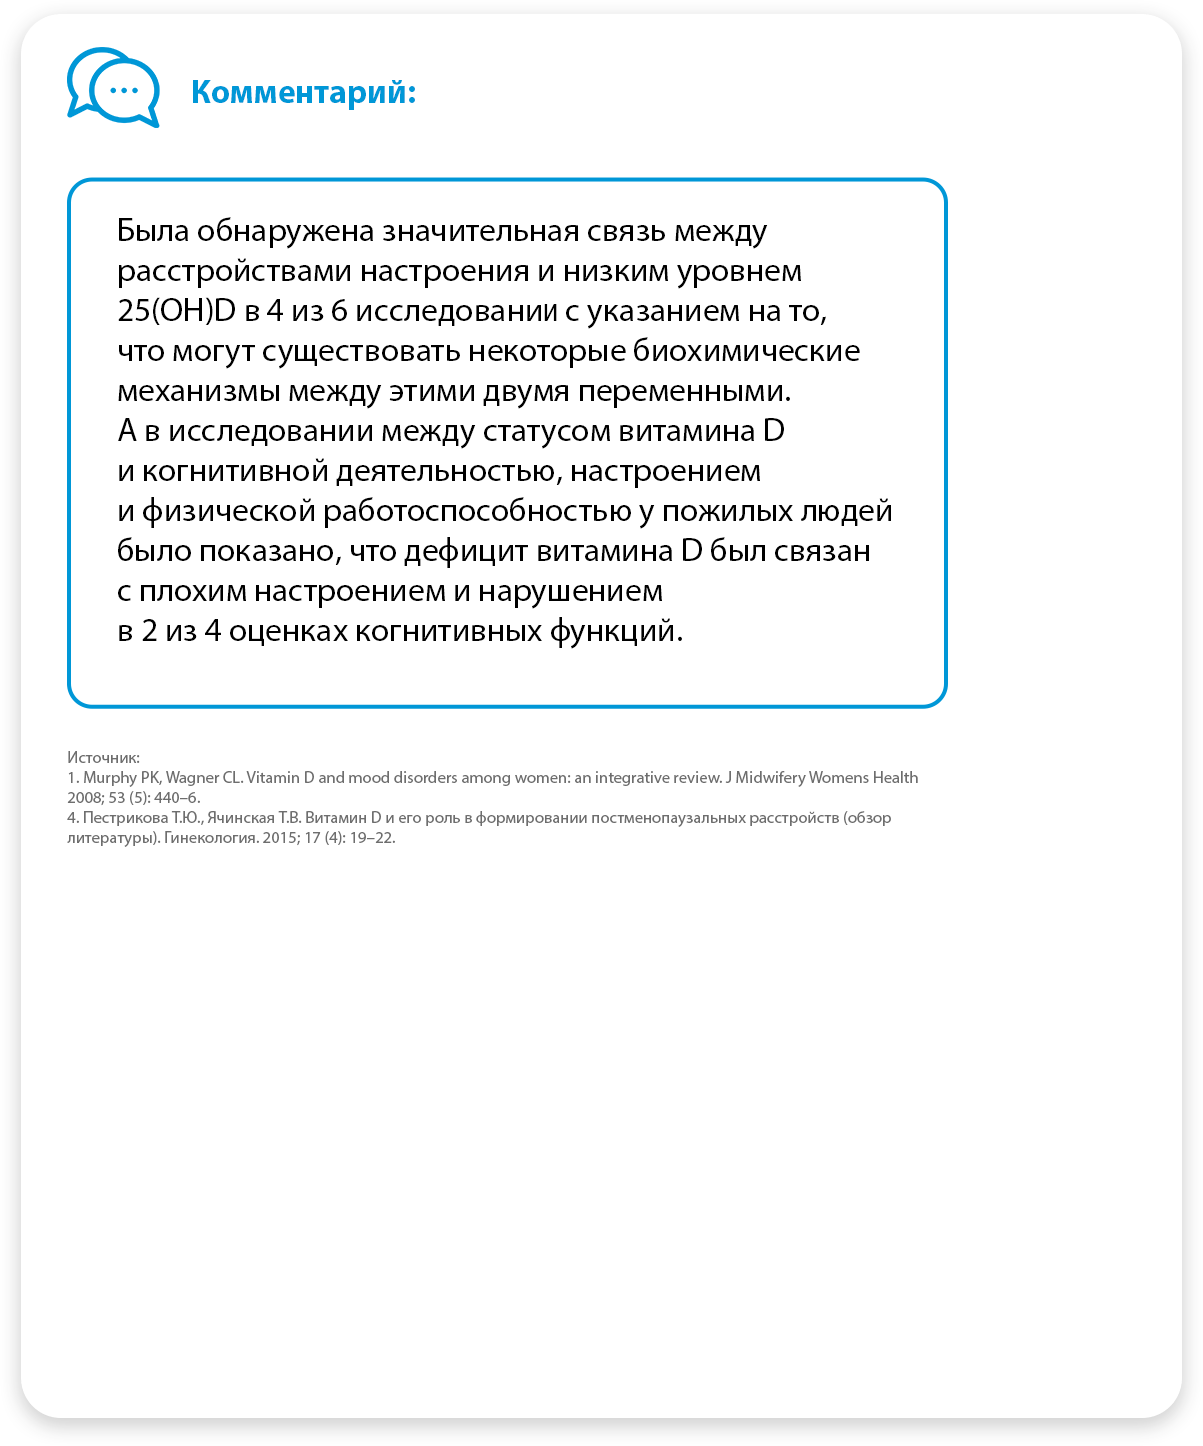 Комментарий:
Была обнаружена значительная связь между
расстройствами настроения и низким уровнем
25(OH)D в 4 из 6 исследовании с указанием на то,
что могут существовать некоторые биохимические
механизмы между этими двумя переменными.
А в исследовании между статусом витамина D
и когнитивной деятельностью, настроением
и физической работоспособностью у пожилых людей
было показано, что дефицит витамина D был связан
с плохим настроением и нарушением
в 2 из 4 оценках когнитивных функций.
Источник:
1. Murphy PK, Wagner CL. Vitamin D and mood disorders among women: an integrative review. J Midwifery Womens Health
2008; 53 (5): 440–6.
4. Пестрикова Т.Ю., Ячинская Т.В. Витамин D и его роль в формировании постменопаузальных расстройств (обзор
литературы). Гинекология. 2015; 17 (4): 19–22.